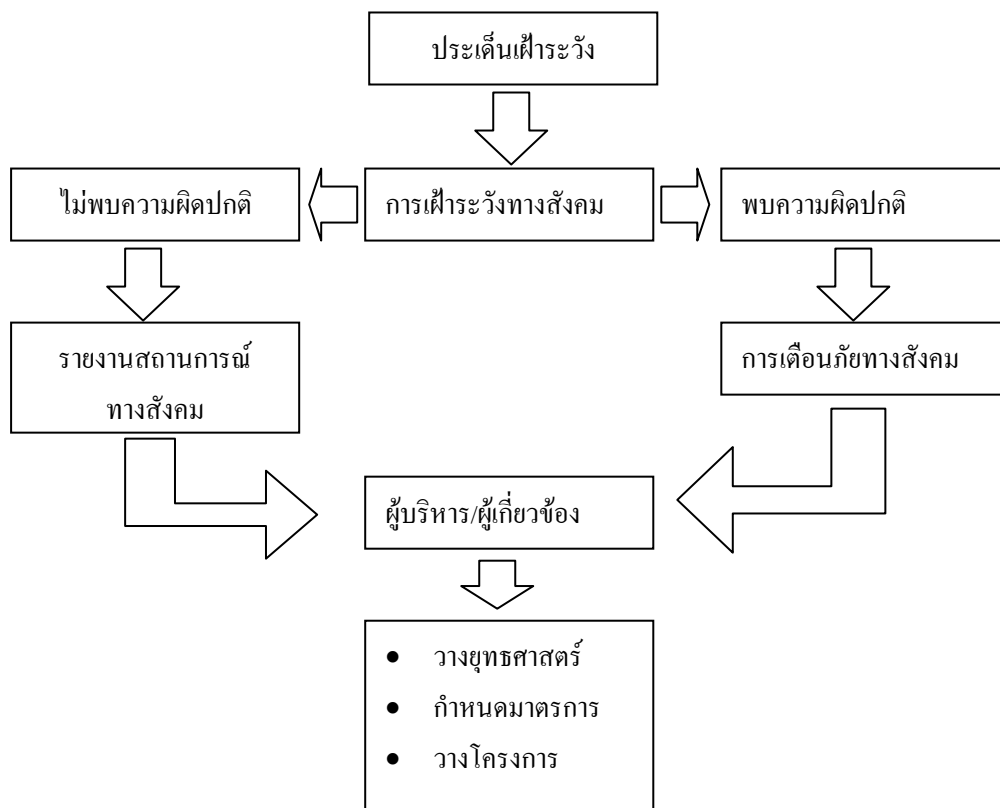 ประเด็นเฝ้าระวัง
ไม่พบความผิดปกติ
การเฝ้าระวังทางสังคม
พบความผิดปกติ
รายงานสถานการณ์
ทางสังคม
การเตือนภัยทางสังคม
ผู้บริหาร/ผู้เกี่ยวข้อง
• วางยุทธศาสตร์
• กำหนดมาตรการ
• วางโครงการ